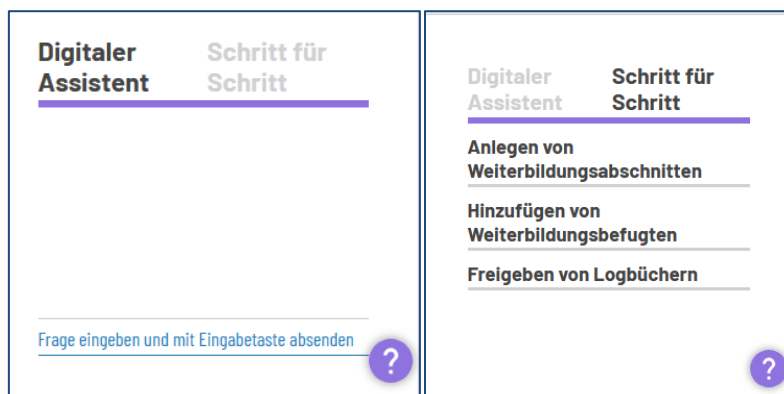 Digitaler Assistent
Schritt für Schritt
Frage eingeben und mit Eingabetaste absenden
?
Digitaler Assistent
Schritt für Schritt
Anlegen von
Weiterbildungsabschnitten
Hinzufügen von
Weiterbildungsbefugten
Freigeben von Logbüchern
?